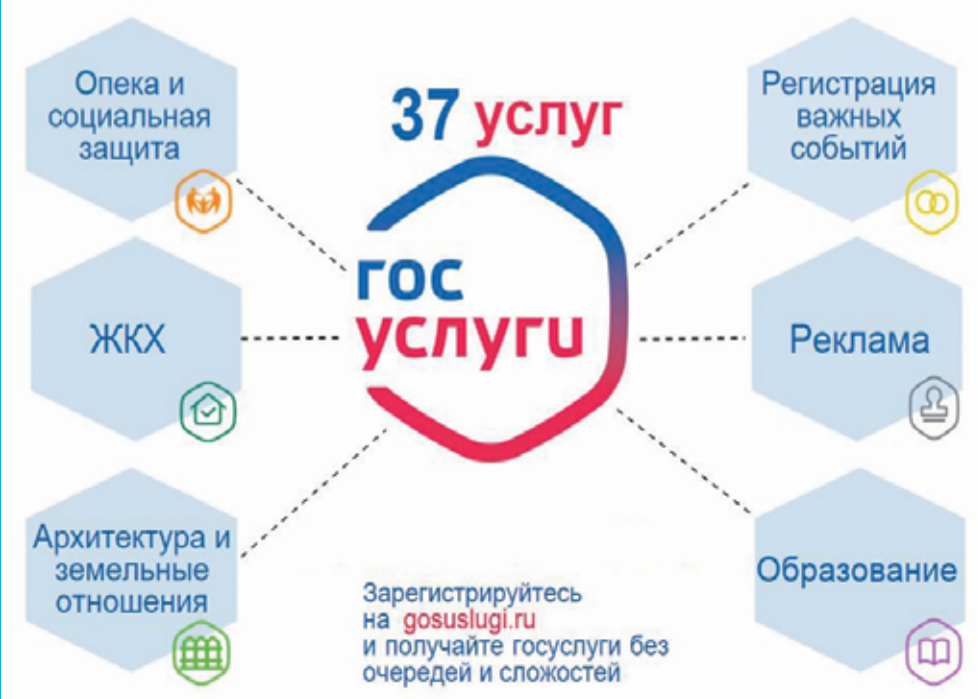 37 услуг
Опека и
социальная
защита
Регистрация
важных
событий
гос
услуги
ЖКХ
Реклама
Архитектура и
земельные
отношения
Образование
Зарегистрируйтесь
на gosuslugi.ru
и получайте госуслуги без
очередей и сложостей